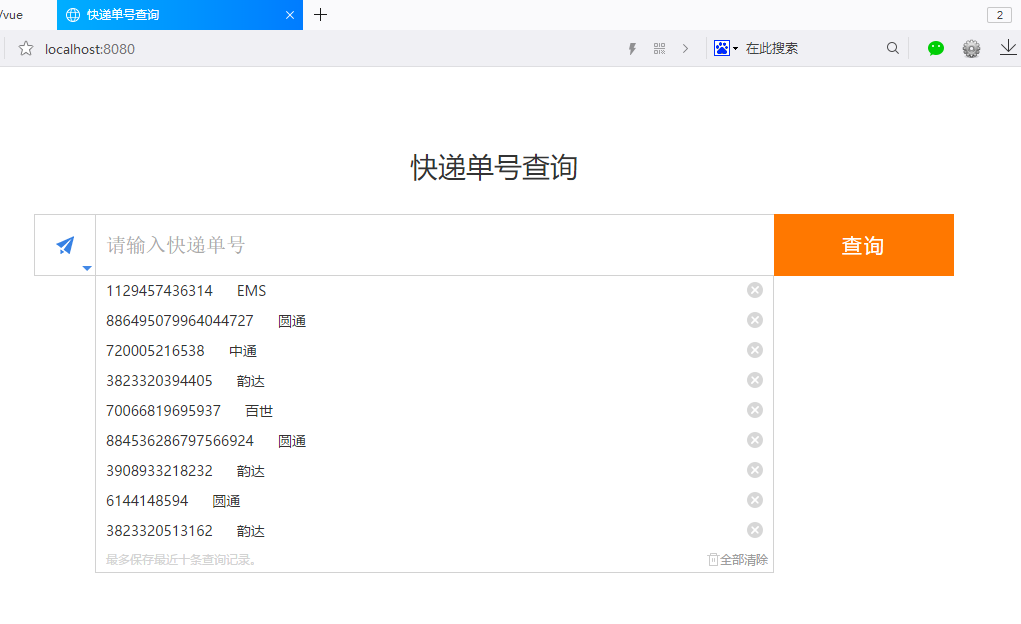 /vue 快递单号查询 2
localhost:8080 在此搜索
快递单号查询
请输入快递单号 查询
1129457436314 EMS
886495079964044727 圆通
720005216538 中通
3823320394405 韵达
70066819695937 百世
884536286797566924 圆通
3908933218232 韵达
6144148594 圆通
3823320513162 韵达
最多保存最近十条查询记录。 全部清除